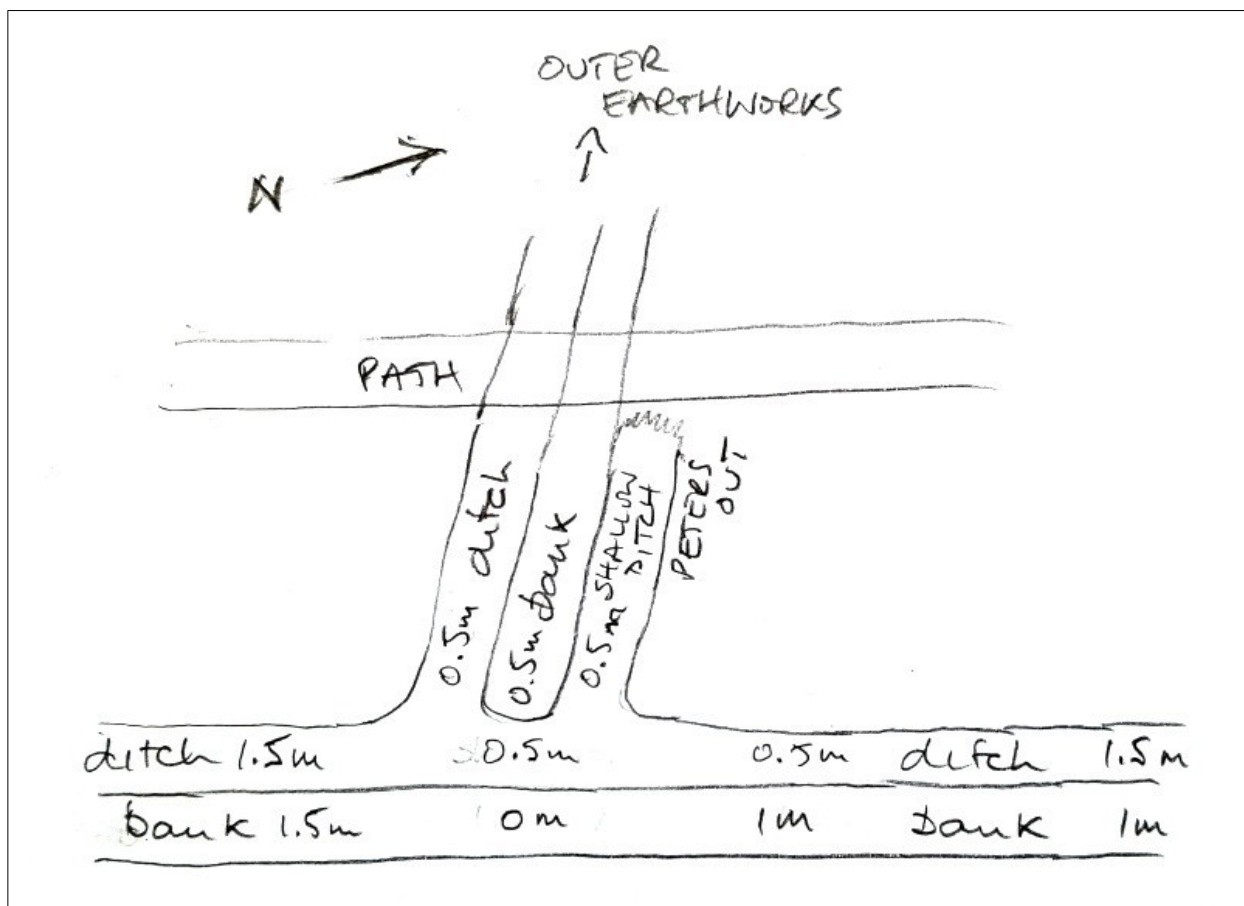 OUTER
EARTHWORKS
N
PATH
0.5m ditch
0.5m bank
0.5m SHALLOW
DITCH
PETERS
OUT
ditch 1.5m 0.5m 0.5m ditch 1.5m
bank 1.5m 0m 1m bank 1m